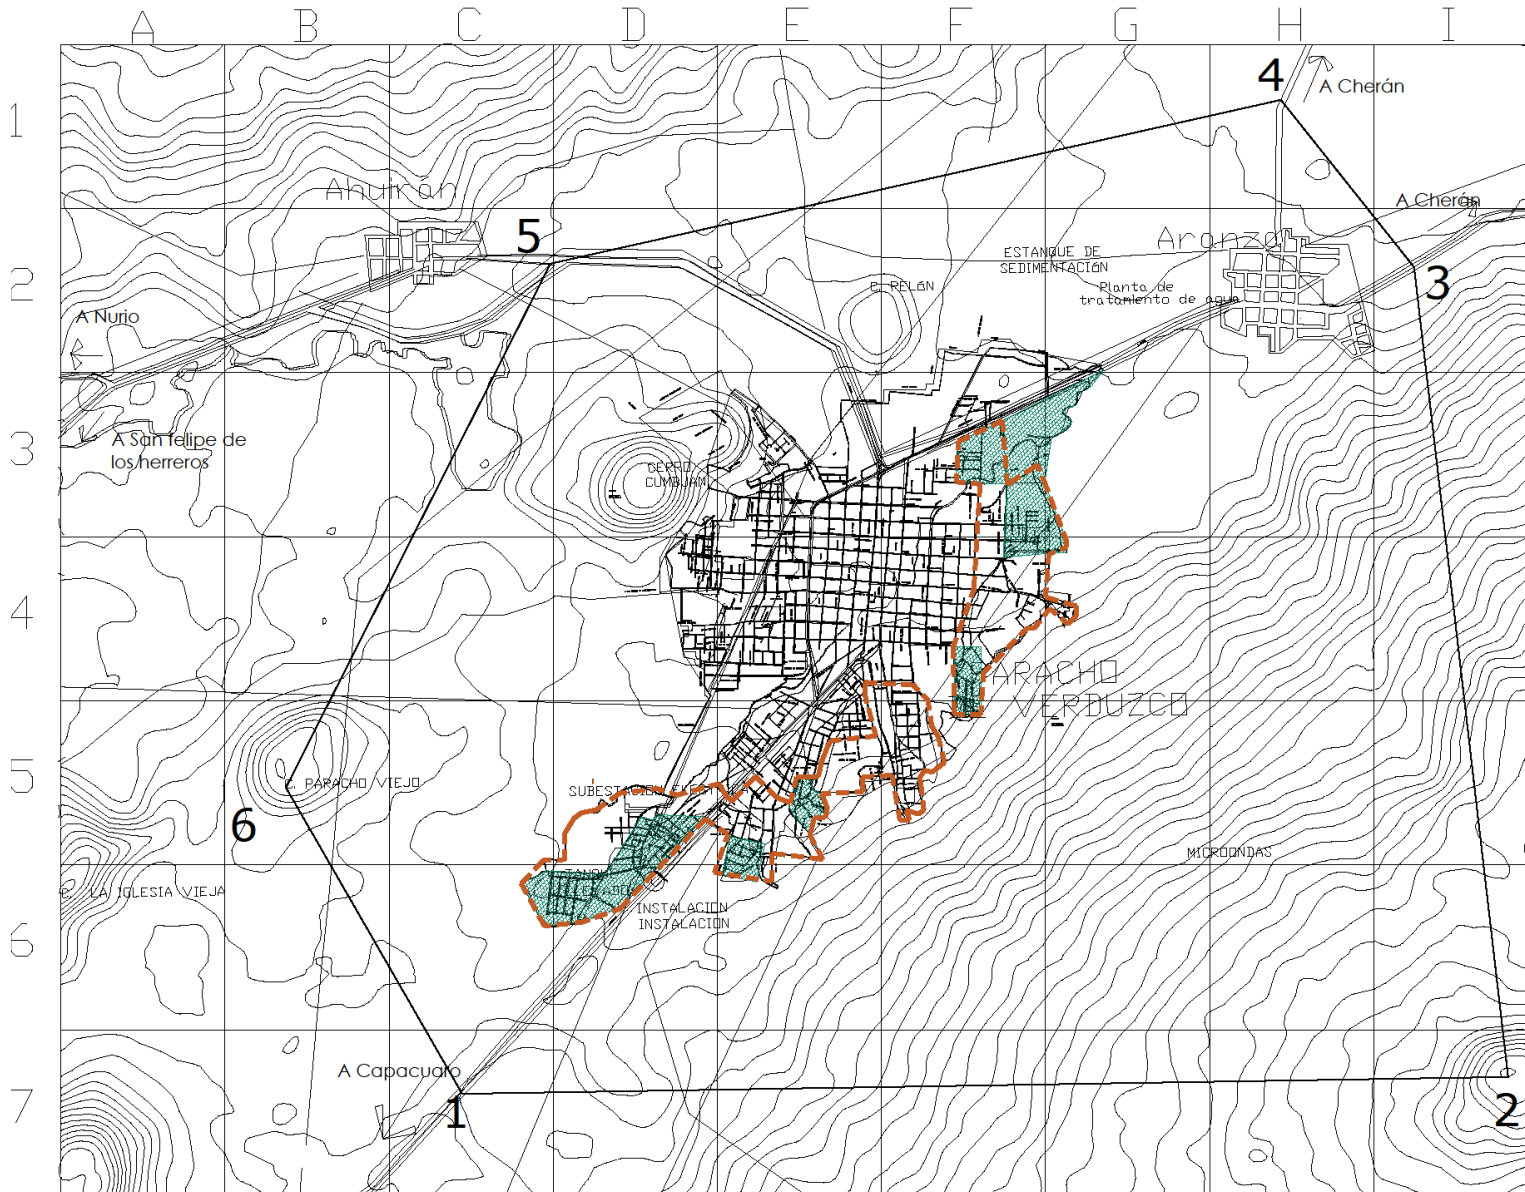 A B C D E F G H I
1
4
A Cherán
Ahuirán
A Cherán
5
Aranza
ESTANQUE DE
SEDIMENTACIÓN
2
C. PELÓN
Planta de
tratamiento de agua
3
A Nurio
3
A San felipe de
los herreros
CERRO
CUMBUAN
4
ARACHO
VERDUZCO
5
C. PARACHO VIEJO
SUBESTACION
6
MICROONDAS
C. LA IGLESIA VIEJA
INSTALACION
INSTALACION
6
A Capacuaro
7
1
2